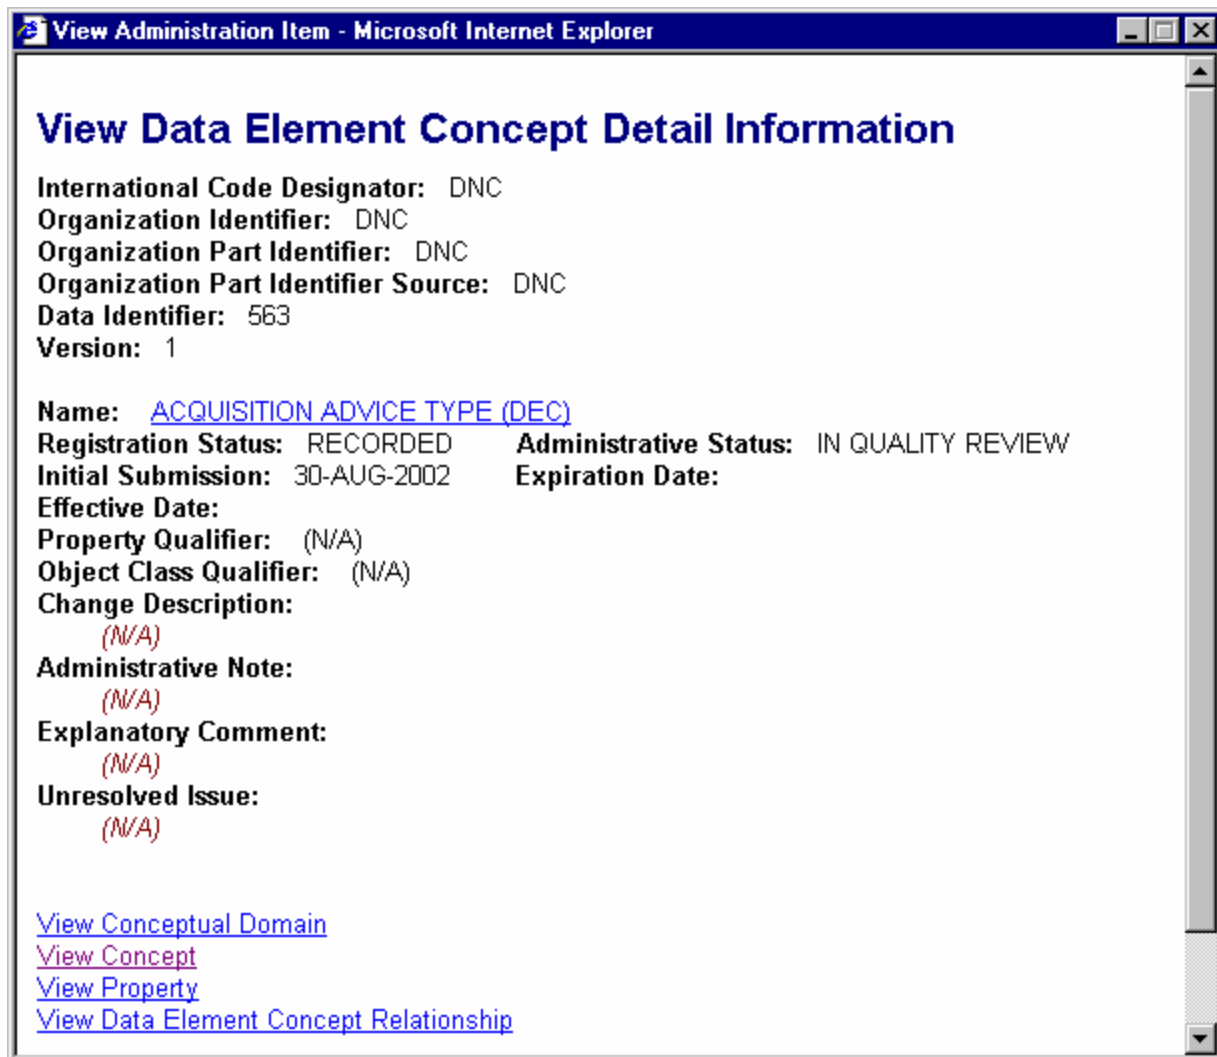 View Administration Item - Microsoft Internet Explorer
View Data Element Concept Detail Information
International Code Designator: DNC
Organization Identifier: DNC
Organization Part Identifier: DNC
Organization Part Identifier Source: DNC
Data Identifier: 563
Version: 1
Name: ACQUISITION ADVICE TYPE (DEC)
Registration Status: RECORDED Administrative Status: IN QUALITY REVIEW
Initial Submission: 30-AUG-2002 Expiration Date:
Effective Date:
Property Qualifier: (N/A)
Object Class Qualifier: (N/A)
Change Description:
(N/A)
Administrative Note:
(N/A)
Explanatory Comment:
(N/A)
Unresolved Issue:
(N/A)
View Conceptual Domain
View Concept
View Property
View Data Element Concept Relationship